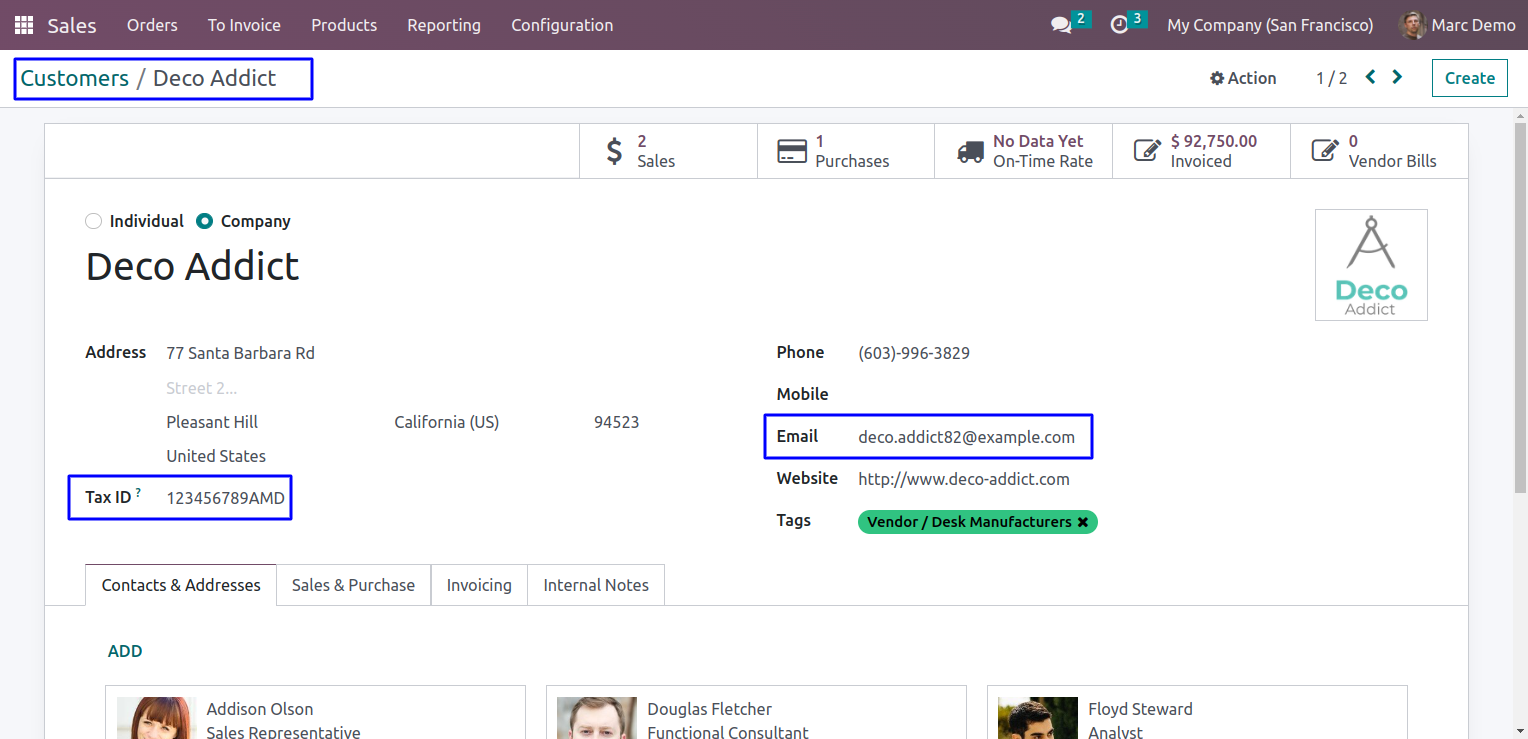 Sales Orders To Invoice Products Reporting Configuration 2 3 My Company (San Francisco) Marc Demo
Customers / Deco Addict Action 1 / 2 Create
2 Sales
1 Purchases
No Data Yet On-Time Rate
$ 92,750.00 Invoiced
0 Vendor Bills
Individual Company
Deco Addict
Deco
Addict
Address 77 Santa Barbara Rd
Street 2...
Pleasant Hill California (US) 94523
United States
Tax ID ? 123456789AMD
Phone (603)-996-3829
Mobile
Email deco.addict82@example.com
Website http://www.deco-addict.com
Tags Vendor / Desk Manufacturers ✖
Contacts & Addresses Sales & Purchase Invoicing Internal Notes
ADD
Addison Olson
Sales Representative
Douglas Fletcher
Functional Consultant
Floyd Steward
Analyst